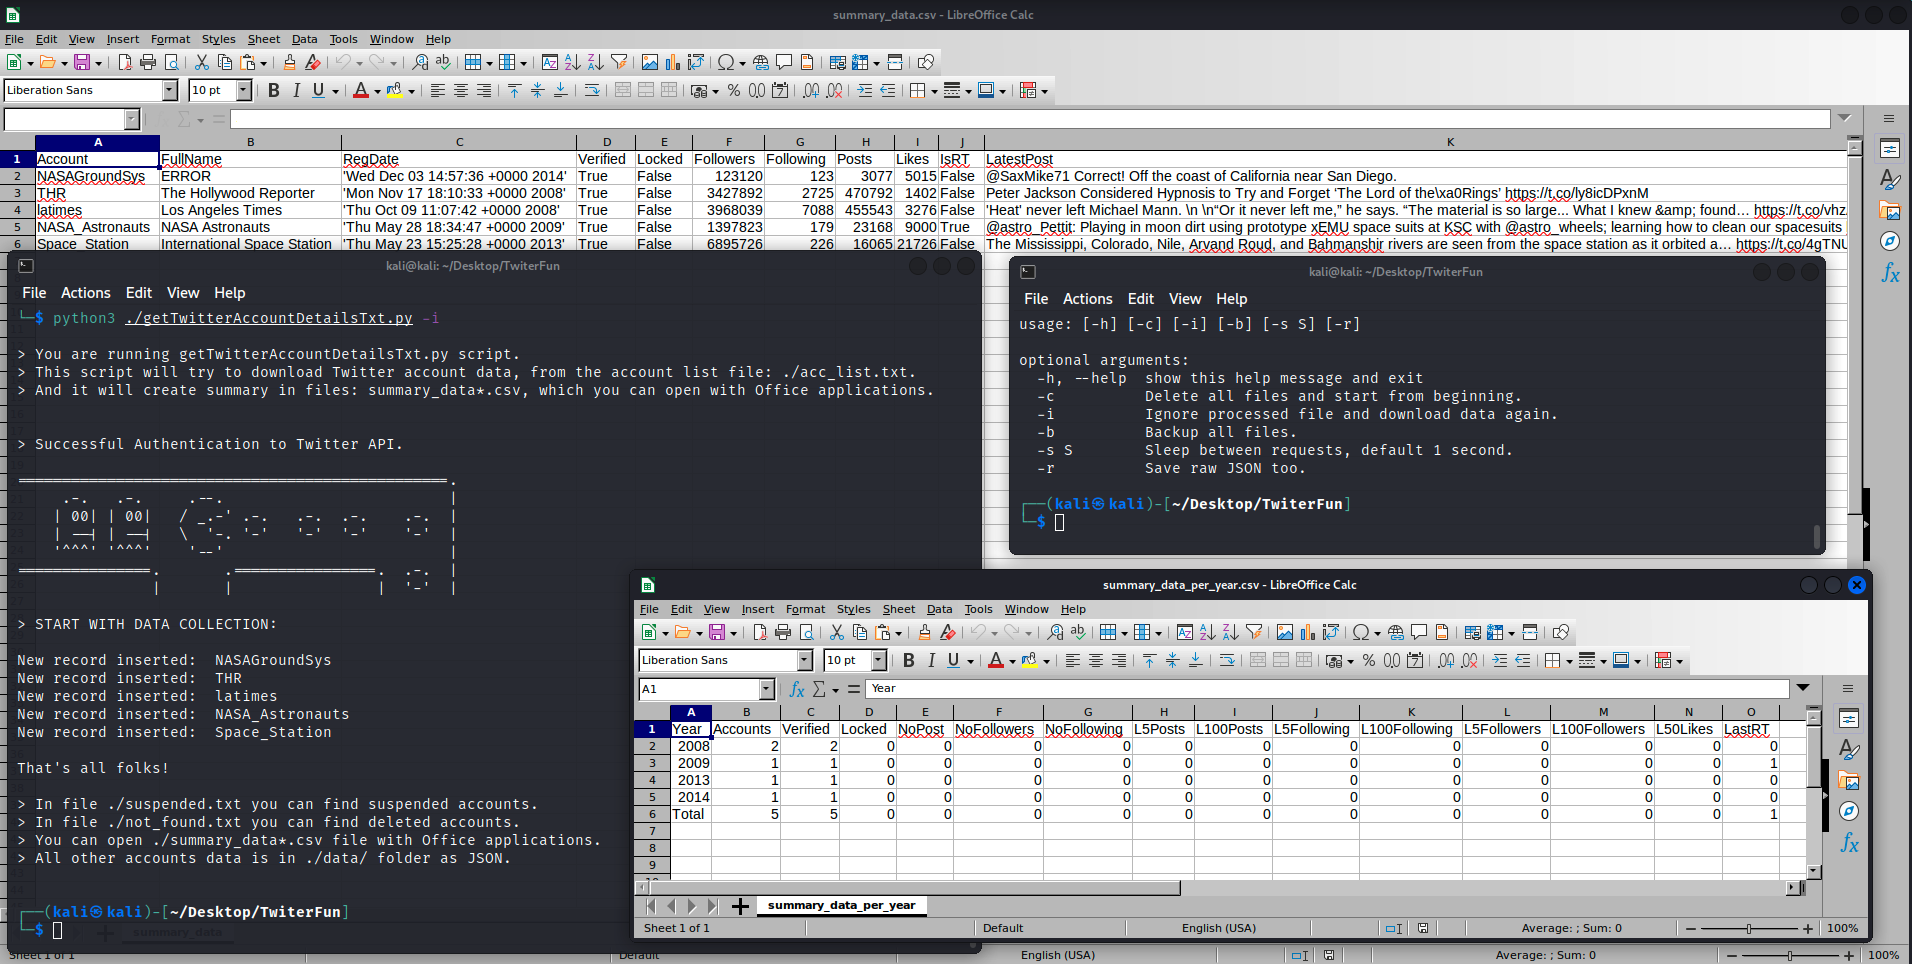 summary_data.csv - LibreOffice Calc
File Edit View Insert Format Styles Sheet Data Tools Window Help
Liberation Sans 10 pt
A B C D E F G H I J K
1 Account FullName RegDate Verified Locked Followers Following Posts Likes IsRT LatestPost
2 NASAGroundSys ERROR 'Wed Dec 03 14:57:36 +0000 2014' True False 123120 123 3077 5015 False @SaxMike71 Correct! Off the coast of California near San Diego.
3 THR The Hollywood Reporter 'Mon Nov 17 18:10:33 +0000 2008' True False 3427892 2725 470792 1402 False Peter Jackson Considered Hypnosis to Try and Forget ‘The Lord of the\xa0Rings’ https://t.co/ly8icDPxnM
4 latimes Los Angeles Times 'Thu Oct 09 11:07:42 +0000 2008' True False 3968039 7088 455543 3276 False 'Heat' never left Michael Mann. \n \n“Or it never left me,” he says. “The material is so large... What I knew &amp; found… https://t.co/vhz
5 NASA_Astronauts NASA Astronauts 'Thu May 28 18:34:47 +0000 2009' True False 1397823 179 23168 9000 True @astro_Pettit: Playing in moon dirt using prototype xEMU space suits at KSC with @astro_wheels; learning how to clean our spacesuits
6 Space_Station International Space Station 'Thu May 23 15:25:28 +0000 2013' True False 6895726 226 16065 21726 False The Mississippi, Colorado, Nile, Arvand Roud, and Bahmanshir rivers are seen from the space station as it orbited a… https://t.co/4gTNU
kali@kali: ~/Desktop/TwiterFun
File Actions Edit View Help
└─$ python3 ./getTwitterAccountDetailsTxt.py -i
> You are running getTwitterAccountDetailsTxt.py script.
> This script will try to download Twitter account data, from the account list file: ./acc_list.txt.
> And it will create summary in files: summary_data*.csv, which you can open with Office applications.
> Successful Authentication to Twitter API.
> START WITH DATA COLLECTION:
New record inserted: NASAGroundSys
New record inserted: THR
New record inserted: latimes
New record inserted: NASA_Astronauts
New record inserted: Space_Station
That's all folks!
> In file ./suspended.txt you can find suspended accounts.
> In file ./not_found.txt you can find deleted accounts.
> You can open ./summary_data*.csv file with Office applications.
> All other accounts data is in ./data/ folder as JSON.
┌──(kali㉿kali)-[~/Desktop/TwiterFun]
└─$
summary_data
kali@kali: ~/Desktop/TwiterFun
File Actions Edit View Help
usage: [-h] [-c] [-i] [-b] [-s S] [-r]
optional arguments:
-h, --help show this help message and exit
-c Delete all files and start from beginning.
-i Ignore processed file and download data again.
-b Backup all files.
-s S Sleep between requests, default 1 second.
-r Save raw JSON too.
┌──(kali㉿kali)-[~/Desktop/TwiterFun]
└─$
summary_data_per_year.csv - LibreOffice Calc
File Edit View Insert Format Styles Sheet Data Tools Window Help
Liberation Sans 10 pt
A1 Year
A B C D E F G H I J K L M N O
1 Year Accounts Verified Locked NoPost NoFollowers NoFollowing L5Posts L100Posts L5Following L100Following L5Followers L100Followers L50Likes LastRT
2 2008 2 2 0 0 0 0 0 0 0 0 0 0 0 0
3 2009 1 1 0 0 0 0 0 0 0 0 0 0 0 1
4 2013 1 1 0 0 0 0 0 0 0 0 0 0 0 0
5 2014 1 1 0 0 0 0 0 0 0 0 0 0 0 0
6 Total 5 5 0 0 0 0 0 0 0 0 0 0 0 1
7
8
9
summary_data_per_year
Sheet 1 of 1 Default English (USA) Average: ; Sum: 0 100%
Sheet 1 of 1 Default English (USA) Average: ; Sum: 0 100%